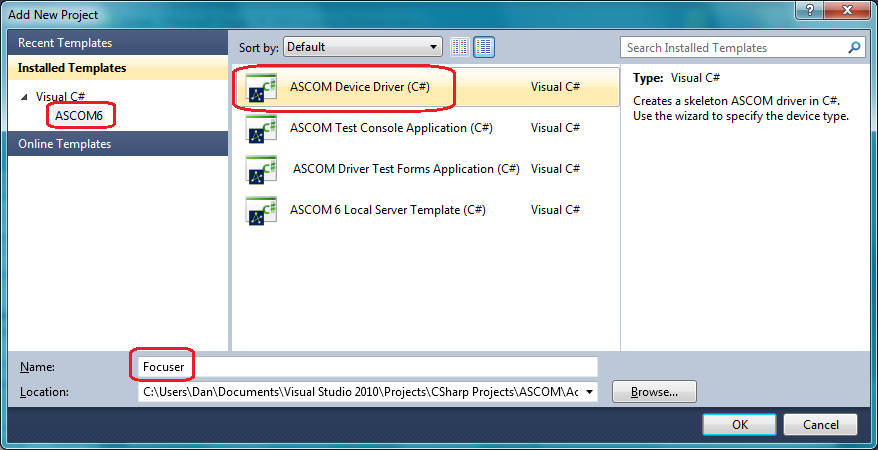 Add New Project
Recent Templates
Installed Templates
Visual C#
ASCOM6
Online Templates
Sort by: Default
Search Installed Templates
ASCOM Device Driver (C#) Visual C#
ASCOM Test Console Application (C#) Visual C#
ASCOM Driver Test Forms Application (C#) Visual C#
ASCOM 6 Local Server Template (C#) Visual C#
Type: Visual C#
Creates a skeleton ASCOM driver in C#.
Use the wizard to specify the device type.
Name: Focuser
Location: C:\Users\Dan\Documents\Visual Studio 2010\Projects\CSharp Projects\ASCOM\Ac
Browse...
OK Cancel